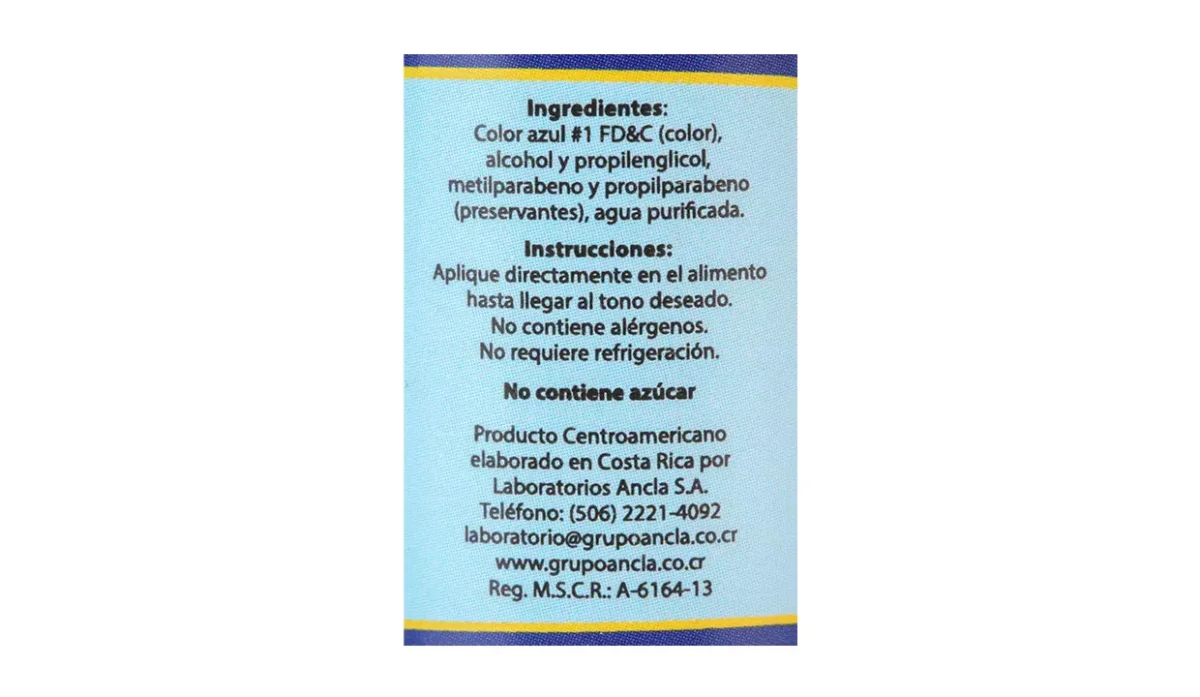 Ingredientes:
Color azul #1 FD&C (color),
alcohol y propilenglicol,
metilparabeno y propilparabeno
(preservantes), agua purificada.
Instrucciones:
Aplique directamente en el alimento
hasta llegar al tono deseado.
No contiene alérgenos.
No requiere refrigeración.
No contiene azúcar
Producto Centroamericano
elaborado en Costa Rica por
Laboratorios Ancla S.A.
Teléfono: (506) 2221-4092
laboratorio@grupoancla.co.cr
www.grupoancla.co.cr
Reg. M.S.C.R.: A-6164-13